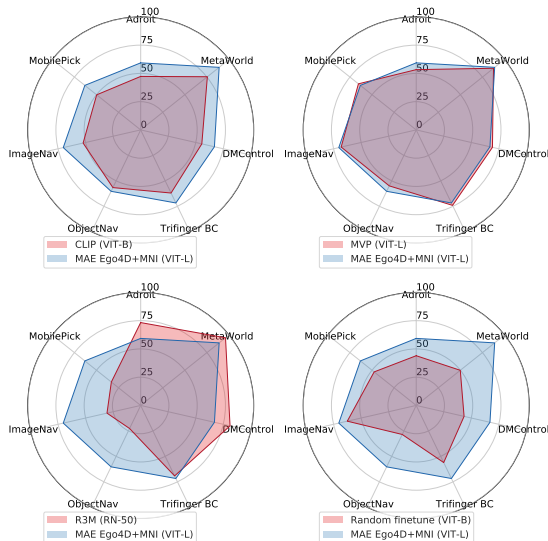 100
Adroit
75
MobilePick
MetaWorld
50
25
0
ImageNav
DMControl
ObjectNav
Trifinger BC
CLIP (VIT-B)
MAE Ego4D+MNI (VIT-L)
100
Adroit
75
MobilePick
MetaWorld
50
25
0
ImageNav
DMControl
ObjectNav
Trifinger BC
MVP (VIT-L)
MAE Ego4D+MNI (VIT-L)
100
Adroit
75
MobilePick
MetaWorld
50
25
0
ImageNav
DMControl
ObjectNav
Trifinger BC
R3M (RN-50)
MAE Ego4D+MNI (VIT-L)
100
Adroit
75
MobilePick
MetaWorld
50
25
0
ImageNav
DMControl
ObjectNav
Trifinger BC
Random finetune (VIT-B)
MAE Ego4D+MNI (VIT-L)